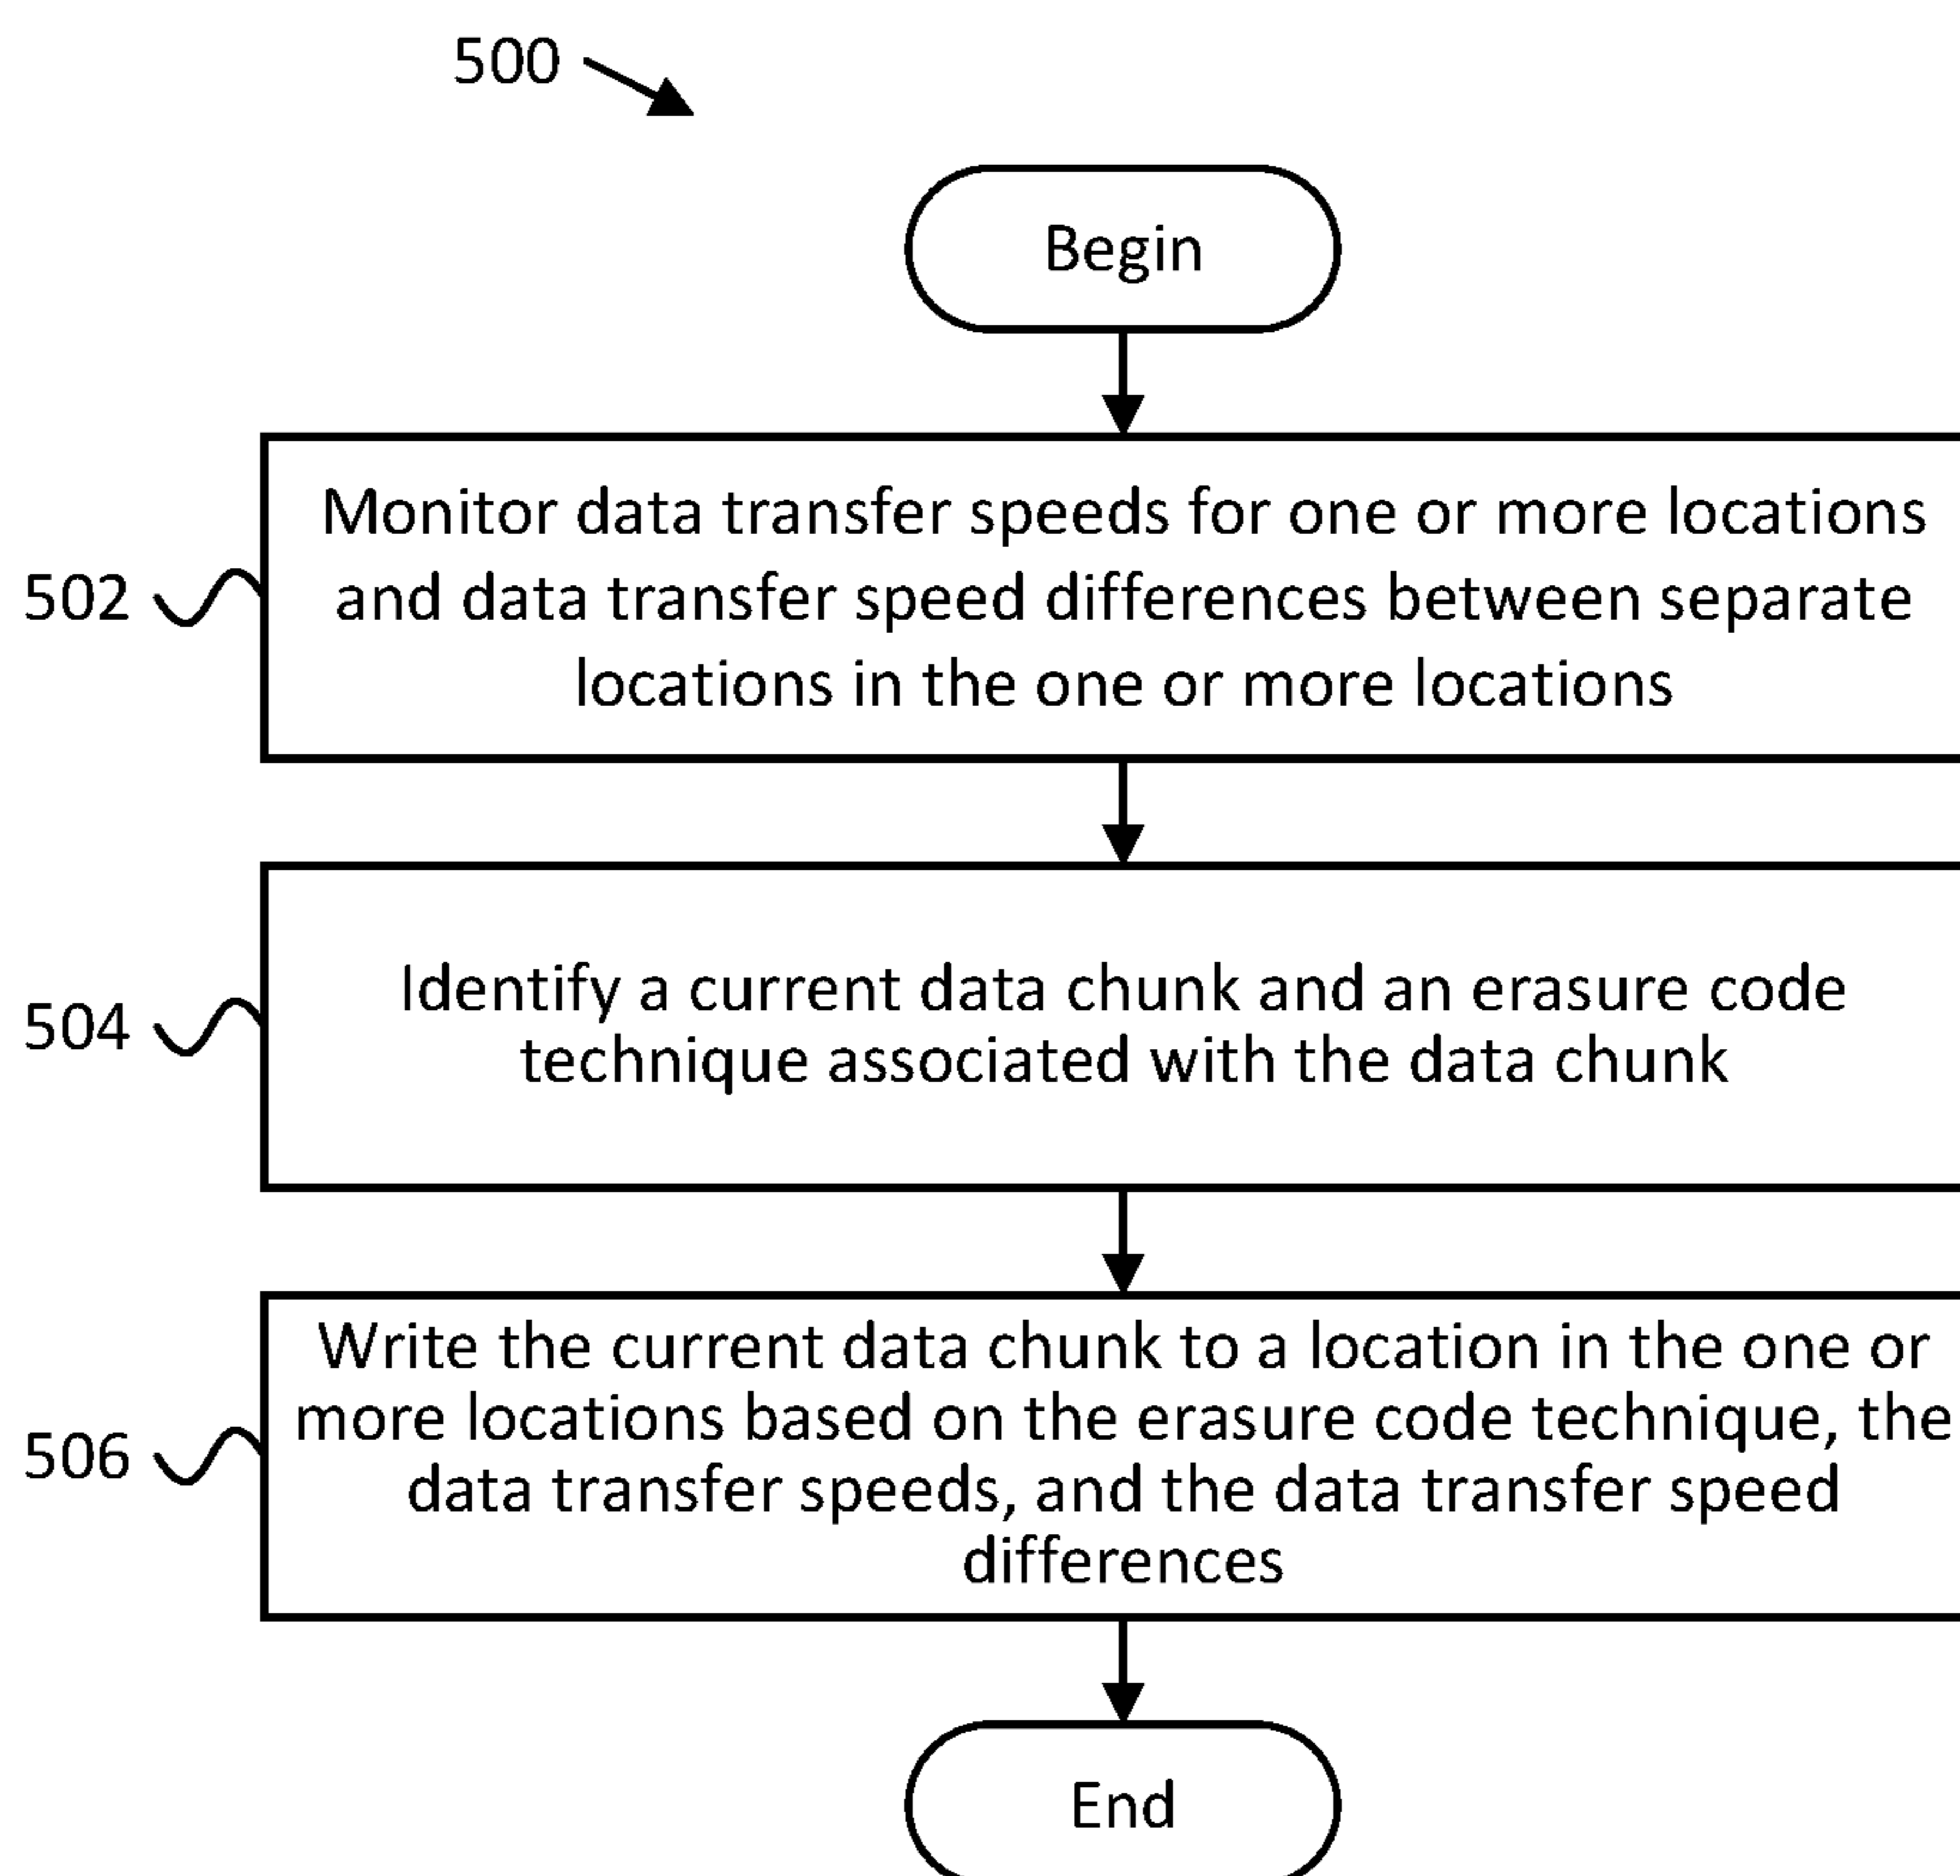 500
Begin
Monitor data transfer speeds for one or more locations
and data transfer speed differences between separate
locations in the one or more locations
502
Identify a current data chunk and an erasure code
technique associated with the data chunk
504
Write the current data chunk to a location in the one or
more locations based on the erasure code technique, the
data transfer speeds, and the data transfer speed
differences
506
End